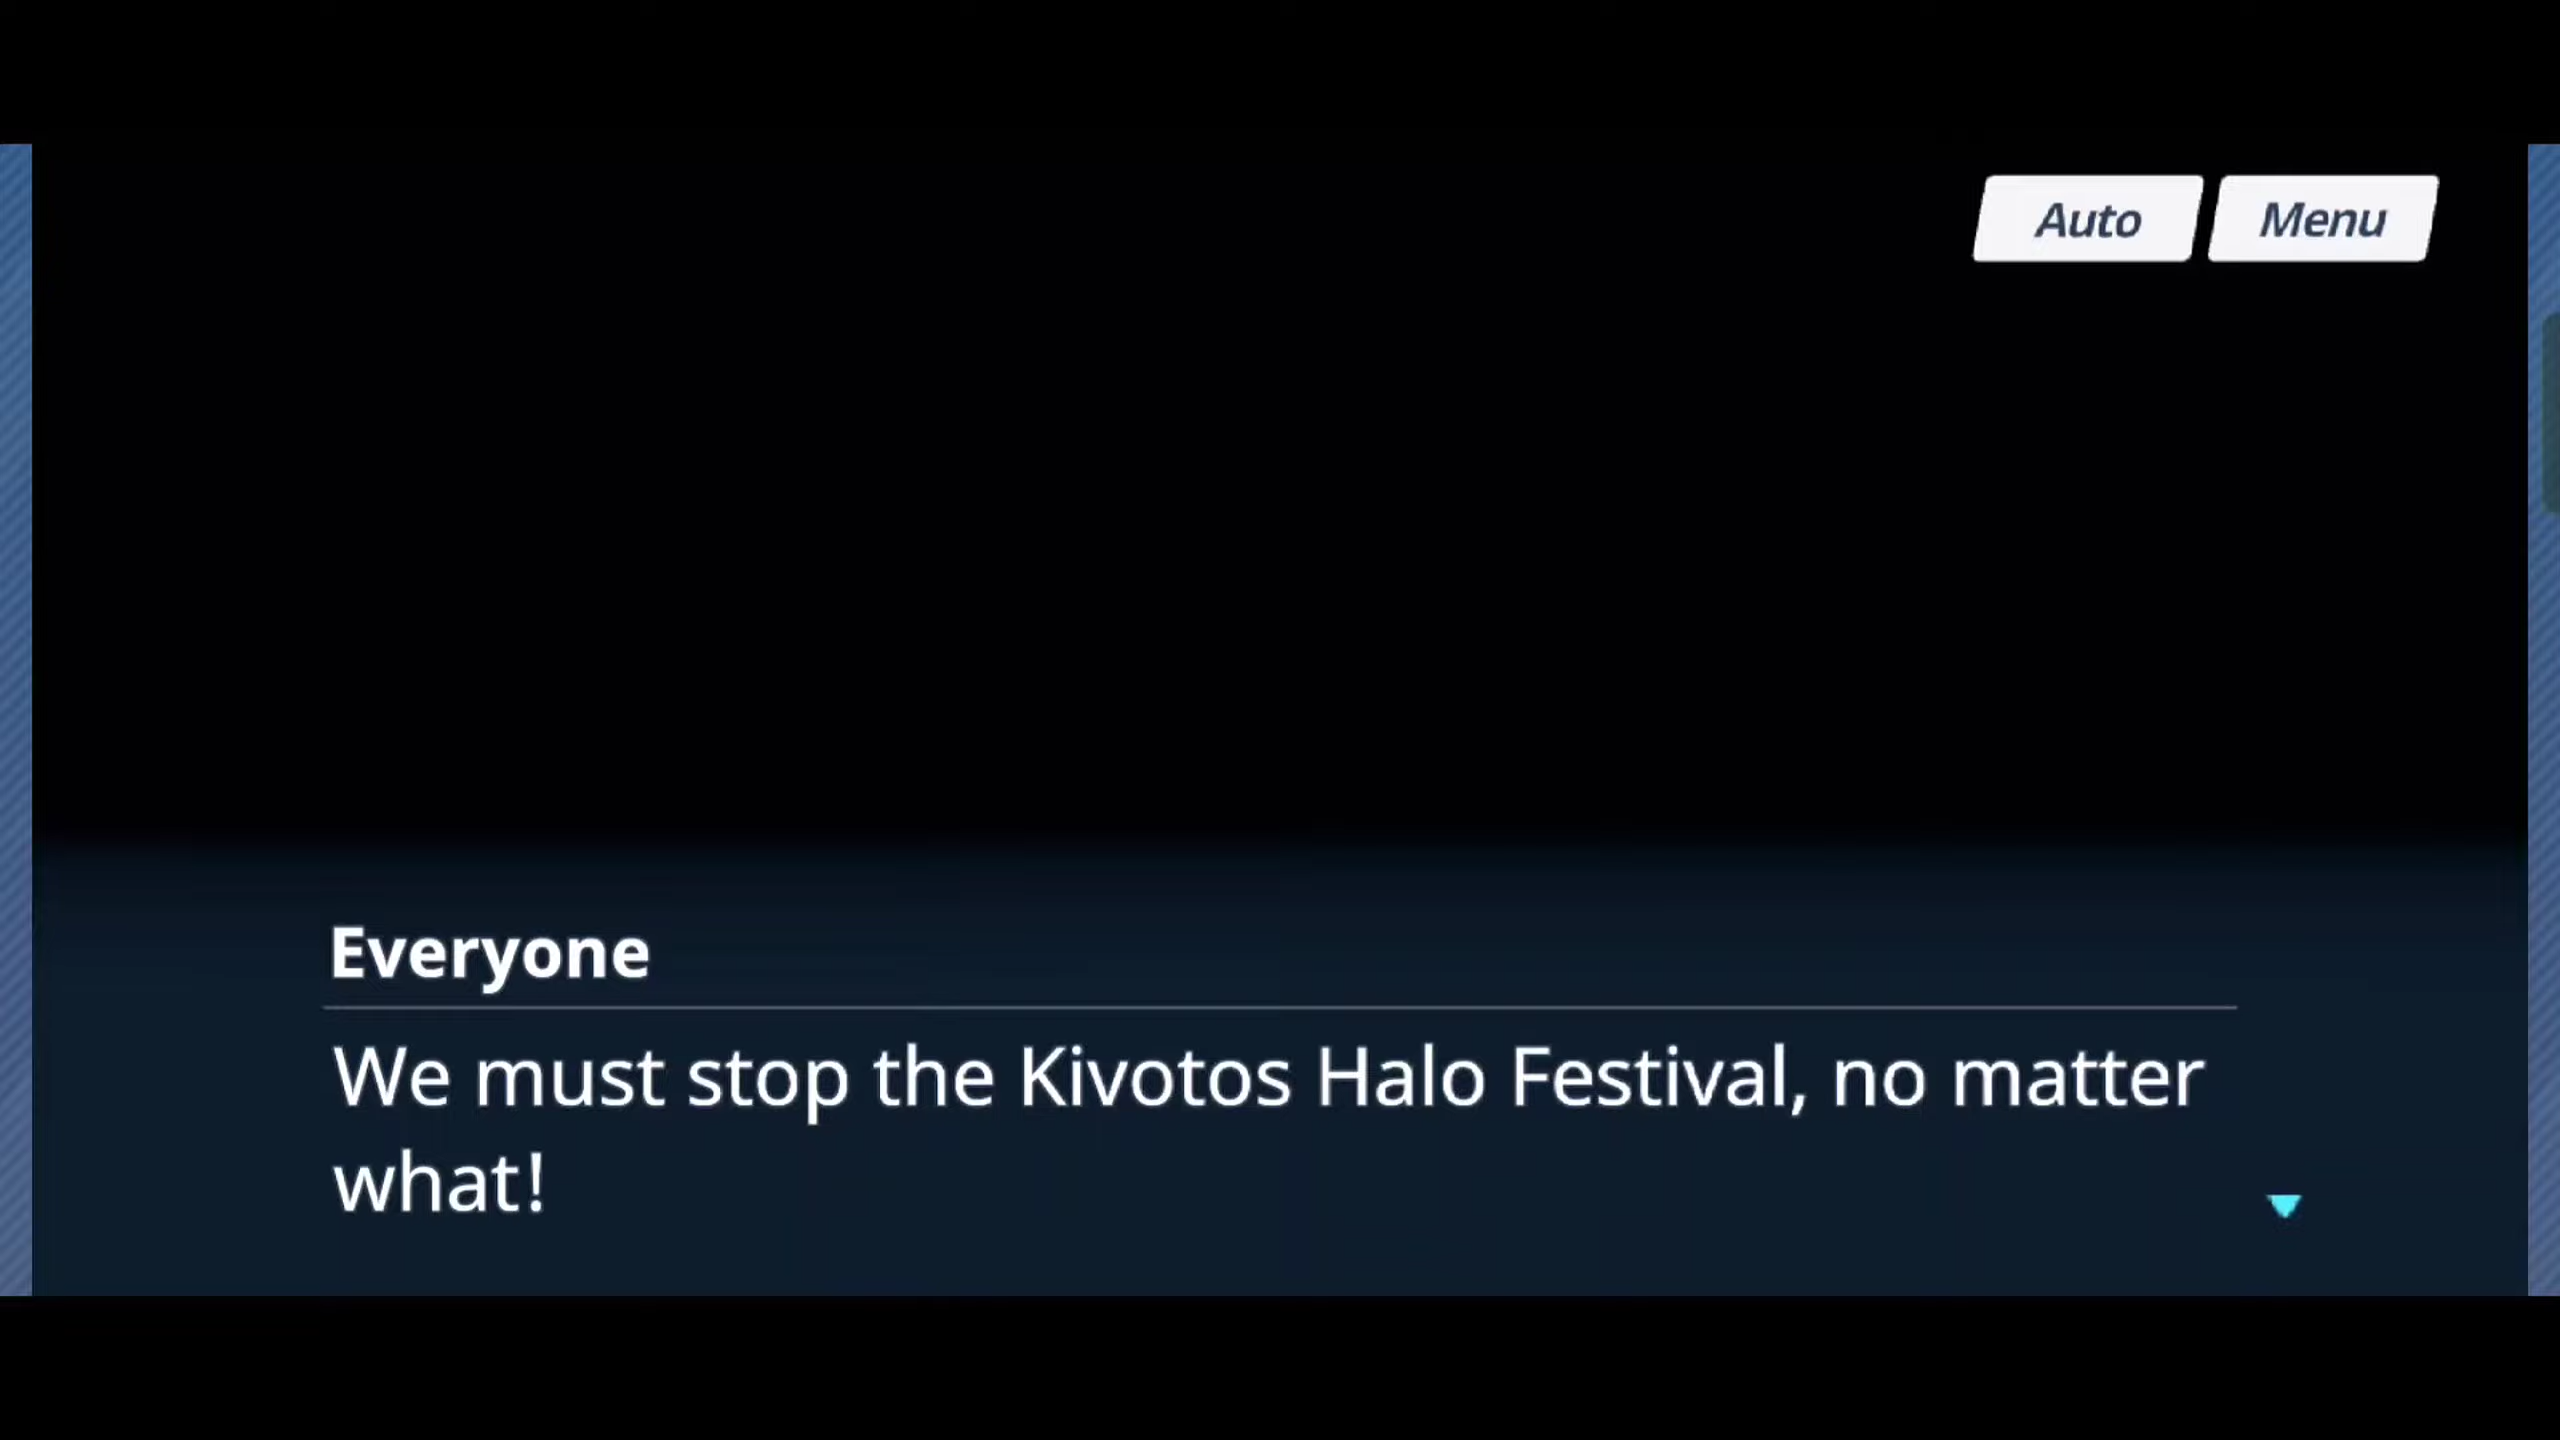 Auto Menu
Everyone
We must stop the Kivotos Halo Festival, no matter
what!